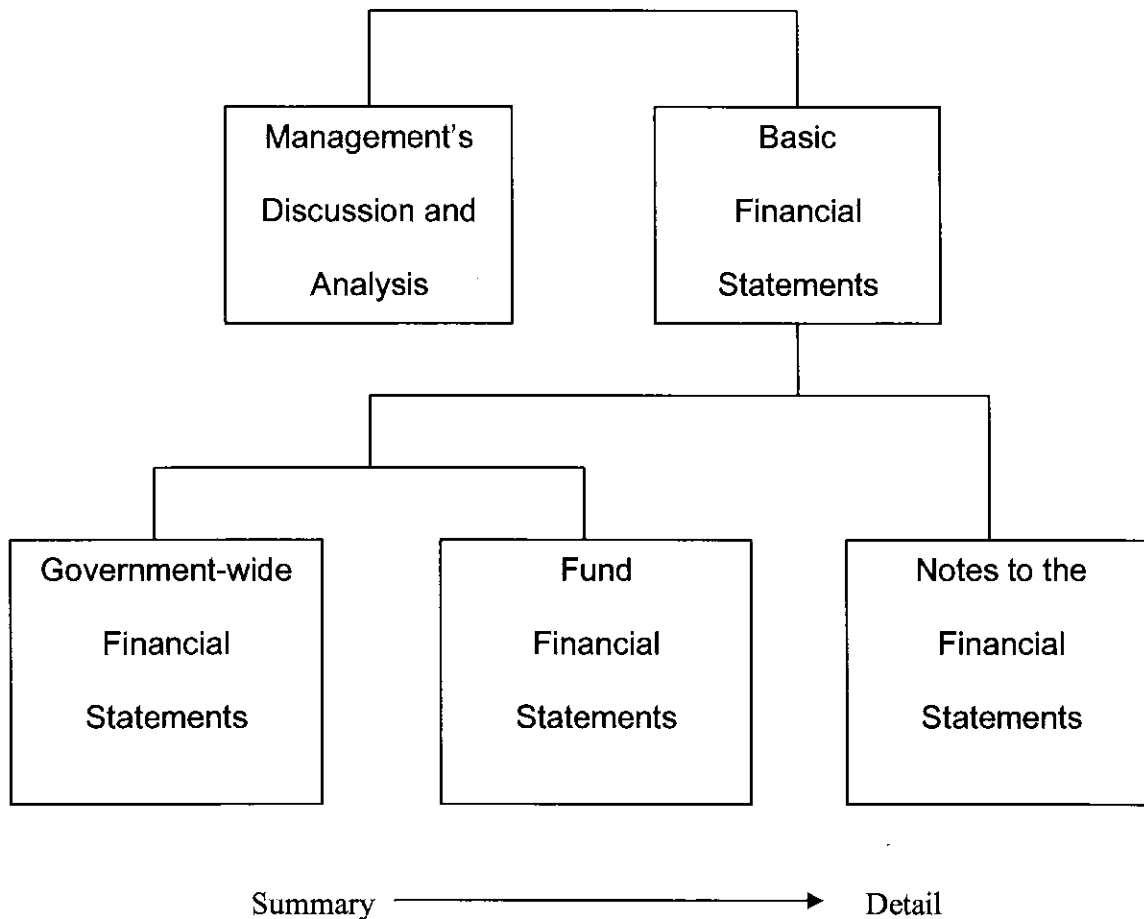 Management's
Discussion and
Analysis
Basic
Financial
Statements
Government-wide
Financial
Statements
Fund
Financial
Statements
Notes to the
Financial
Statements
Summary
Detail